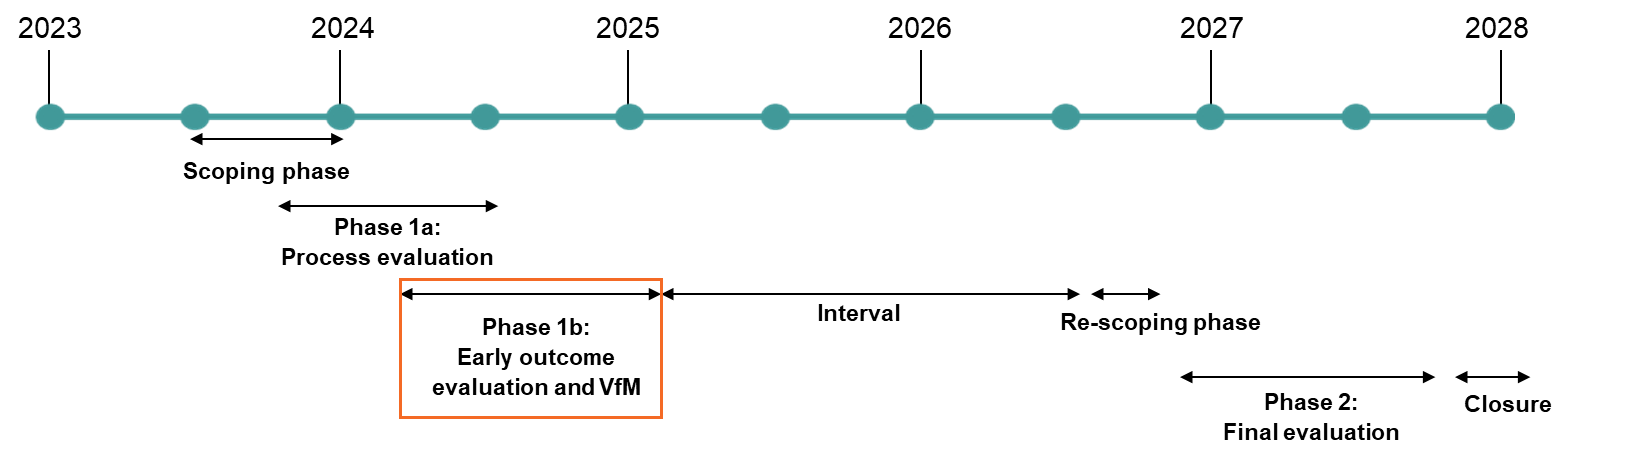 2023 2024 2025 2026 2027 2028
Scoping phase
Phase 1a:
Process evaluation
Phase 1b:
Early outcome
evaluation and VfM
Interval
Re-scoping phase
Phase 2:
Final evaluation
Closure